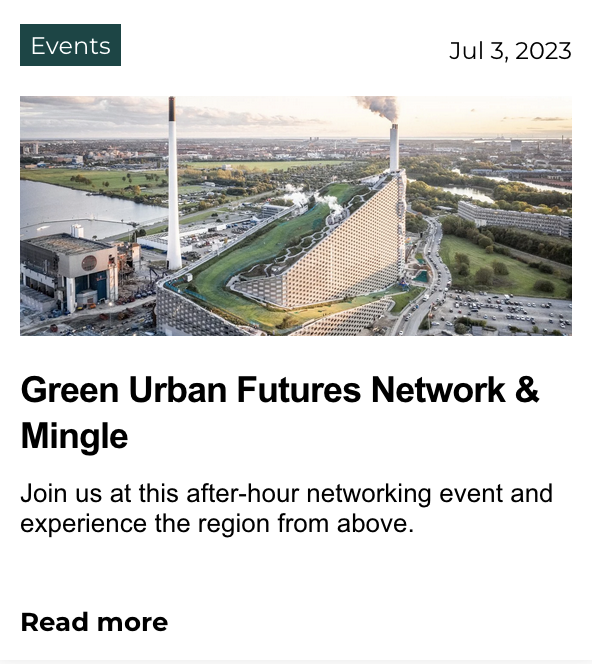 Events
Jul 3, 2023
Green Urban Futures Network &
Mingle
Join us at this after-hour networking event and
experience the region from above.
Read more